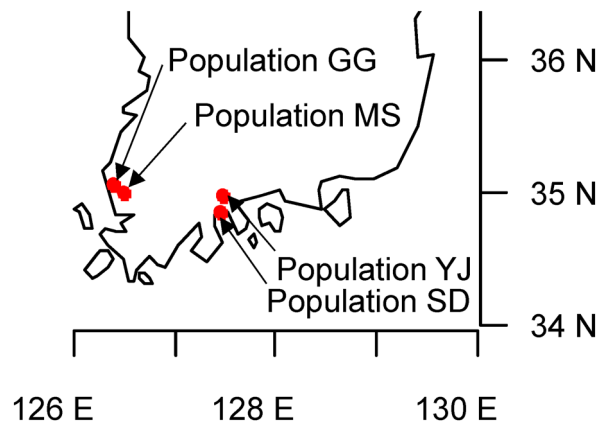 Population GG
36 N
Population MS
35 N
Population YJ
Population SD
34 N
126 E
128 E
130 E